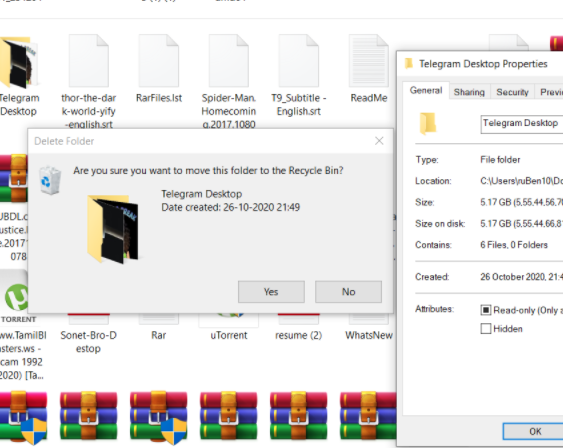 Telegram
Desktop
thor-the-dar
k-world-yify
-english.srt
RarFiles.lst
Spider-Man.
Homecomin
g.2017.1080
T9_Subtitle -
English.srt
ReadMe
Delete Folder
Are you sure you want to move this folder to the Recycle Bin?
Telegram Desktop
Date created: 26-10-2020 21:49
Yes
No
Telegram Desktop Properties
General
Sharing
Security
Previ
Telegram Desktop
Type:
File folder
Location:
C:\Users\ruBen10\Do
Size:
5.17 GB (5,55,44,56,7
Size on disk:
5.17 GB (5,55,44,66,8
Contains:
6 Files, 0 Folders
Created:
26 October 2020, 21:4
Attributes:
Read-only (Only a
Hidden
OK
JBDL.c
ustice.l
e.2017
078
TORRENT
ww.TamilBl
asters.ws -
cam 1992
2020) [Ta...
Sonet-Bro-D
estop
Rar
uTorrent
resume (2)
WhatsNew